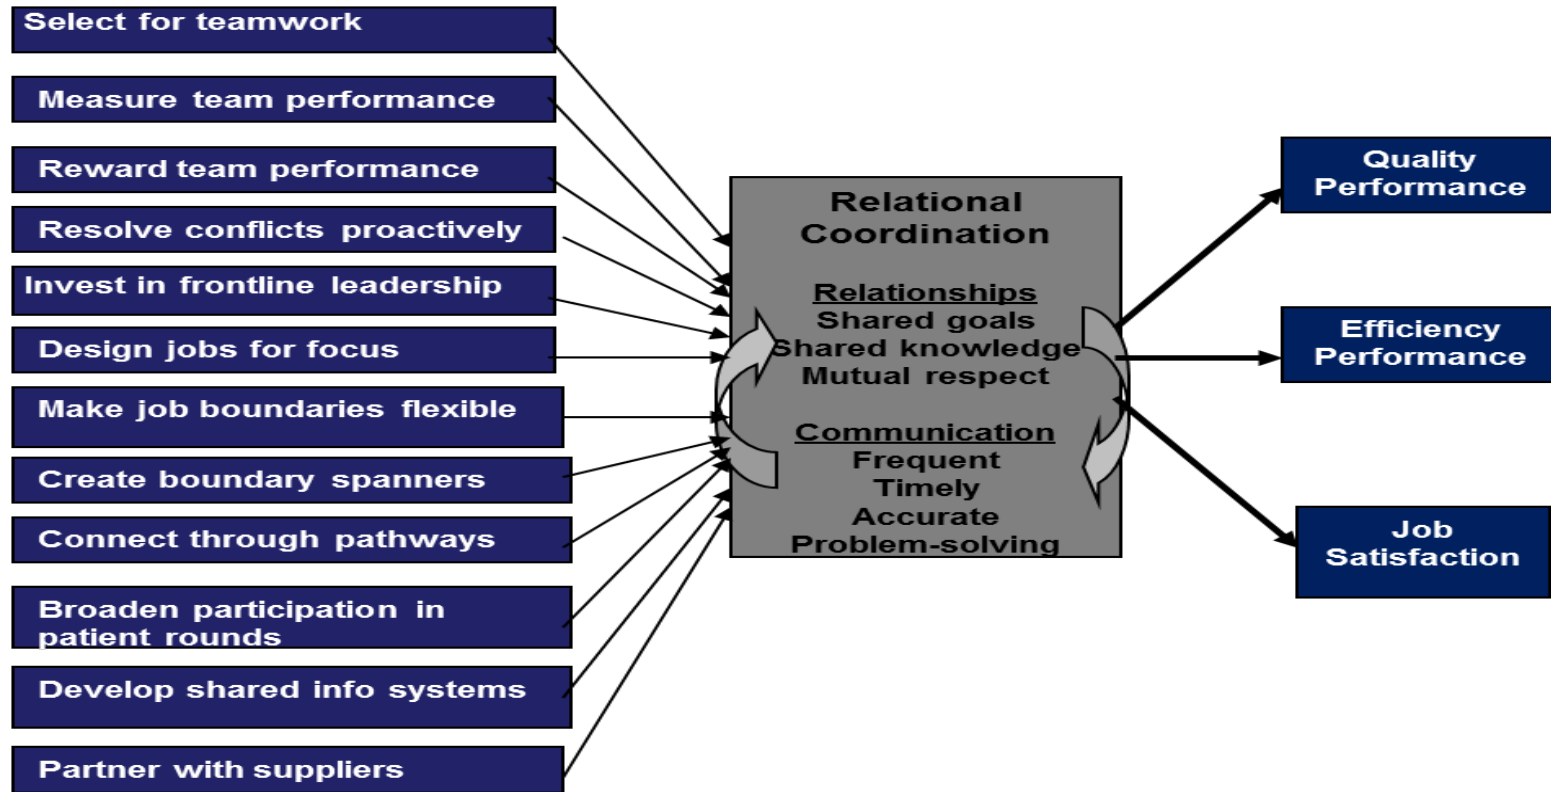 Select for teamwork
Measure team performance
Reward team performance
Resolve conflicts proactively
Invest in frontline leadership
Design jobs for focus
Make job boundaries flexible
Create boundary spanners
Connect through pathways
Broaden participation in
patient rounds
Develop shared info systems
Partner with suppliers
Relational
Coordination
Relationships
Shared goals
Shared knowledge
Mutual respect
Communication
Frequent
Timely
Accurate
Problem-solving
Quality
Performance
Efficiency
Performance
Job
Satisfaction